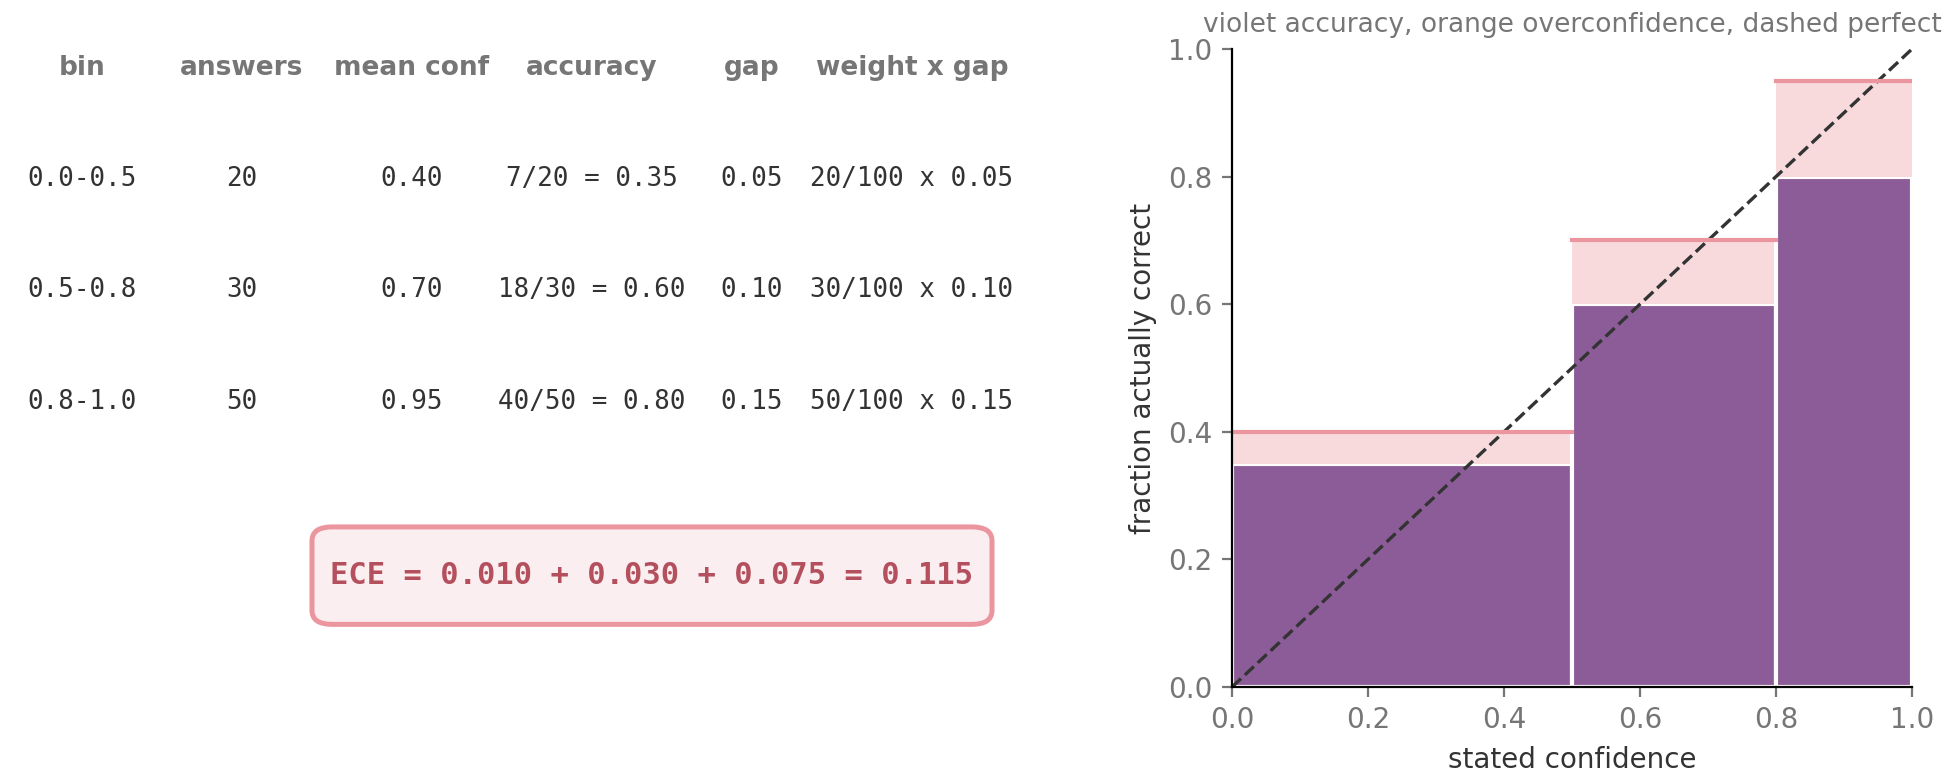 bin answers mean conf accuracy gap weight x gap
0.0-0.5 20 0.40 7/20 = 0.35 0.05 20/100 x 0.05
0.5-0.8 30 0.70 18/30 = 0.60 0.10 30/100 x 0.10
0.8-1.0 50 0.95 40/50 = 0.80 0.15 50/100 x 0.15
ECE = 0.010 + 0.030 + 0.075 = 0.115
violet accuracy, orange overconfidence, dashed perfect
fraction actually correct
1.0
0.8
0.6
0.4
0.2
0.0
0.0 0.2 0.4 0.6 0.8 1.0
stated confidence